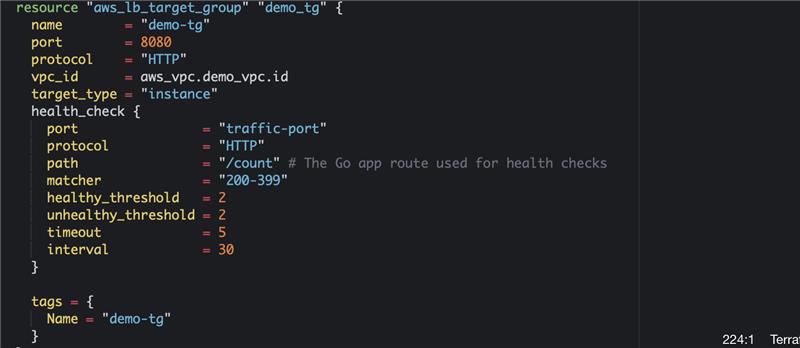 resource "aws_lb_target_group" "demo_tg" {
  name        = "demo-tg"
  port        = 8080
  protocol    = "HTTP"
  vpc_id      = aws_vpc.demo_vpc.id
  target_type = "instance"
  health_check {
    port                = "traffic-port"
    protocol            = "HTTP"
    path                = "/count" # The Go app route used for health checks
    matcher             = "200-399"
    healthy_threshold   = 2
    unhealthy_threshold = 2
    timeout             = 5
    interval            = 30
  }
  tags = {
    Name = "demo-tg"
  }
224:1 Terra